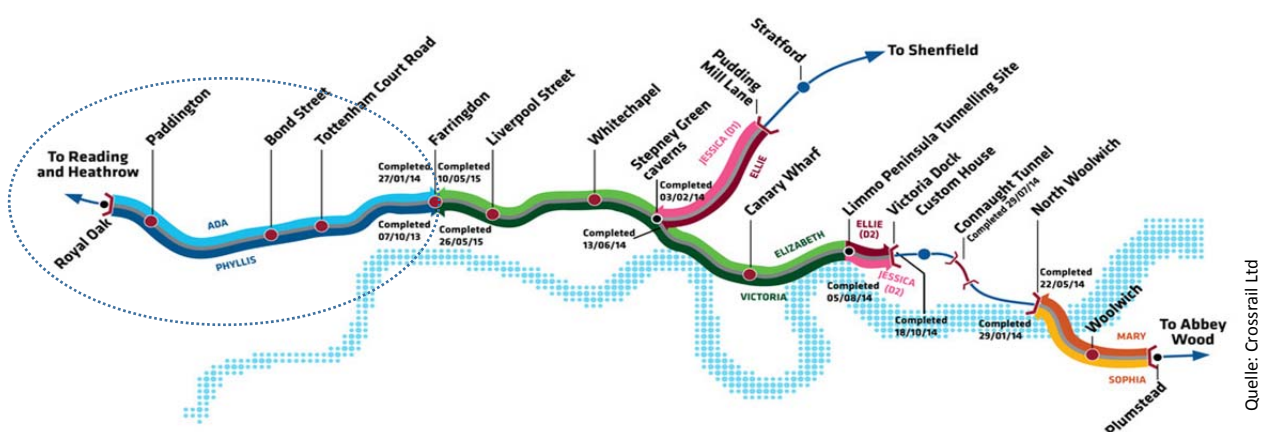 To Reading
and Heathrow
Royal Oak
Paddington
ADA
PHYLLIS
Bond Street
Tottenham Court Road
Completed
27/01/14
Completed
07/10/13
Farringdon
Completed
10/05/15
Completed
26/05/15
Liverpool Street
Whitechapel
Completed
13/06/14
Stepney Green
caverns
Completed
03/02/14
JESSICA (D1)
ELLIE
Pudding
Mill Lane
Stratford
To Shenfield
Canary Wharf
ELIZABETH
VICTORIA
Limmo Peninsula Tunnelling Site
Completed
05/08/14
ELLIE
(D2)
JESSICA
(D2)
Victoria Dock
Completed
18/10/14
Custom House
Connaught Tunnel
Completed 29/07/14
North Woolwich
Completed
22/05/14
Completed
29/01/14
Woolwich
MARY
SOPHIA
To Abbey
Wood
Plumstead
Quelle: Crossrail Ltd